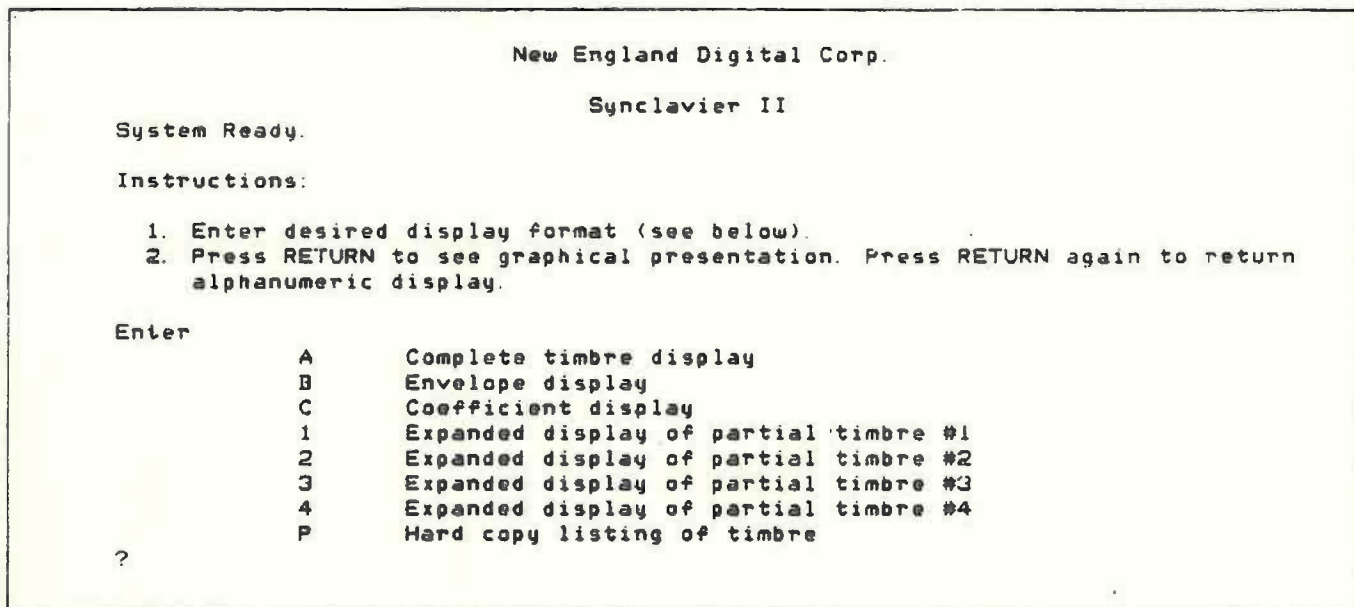 New England Digital Corp.
Synclavier II
System Ready.
Instructions:
1. Enter desired display format (see below).
2. Press RETURN to see graphical presentation. Press RETURN again to return
alphanumeric display.
Enter
A Complete timbre display
B Envelope display
C Coefficient display
1 Expanded display of partial timbre #1
2 Expanded display of partial timbre #2
3 Expanded display of partial timbre #3
4 Expanded display of partial timbre #4
P Hard copy listing of timbre
?